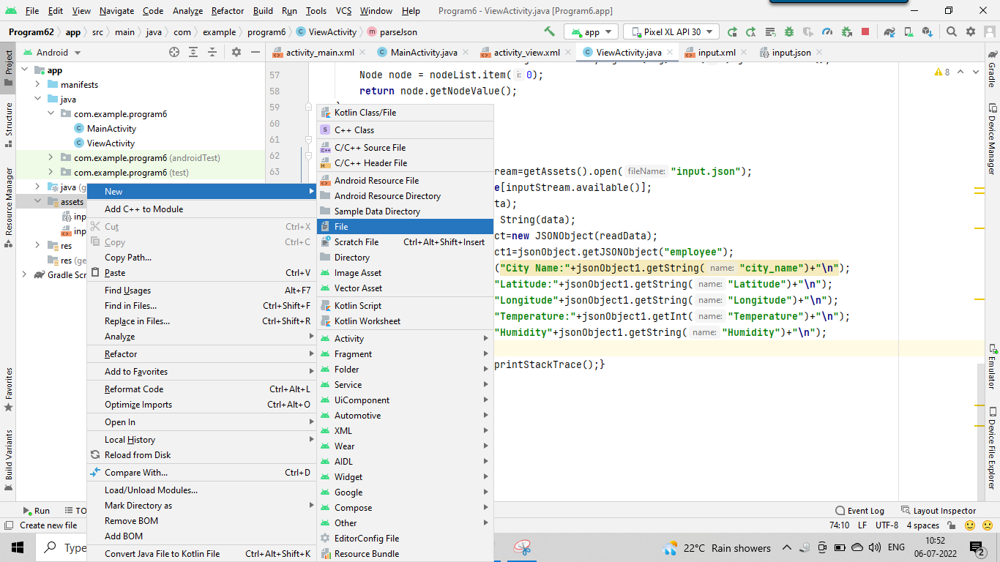 File Edit View Navigate Code Analyze Refactor Build Run Tools VCS Window Help Program6 - ViewActivity.java [Program6.app]
Program62 app src main java com example program6 ViewActivity parseJson app Pixel XL API 30
Android
activity_main.xml MainActivity.java activity_view.xml ViewActivity.java input.xml input.json
Project
Structure
Resource Manager
Favorites
Build Variants
app
manifests
java
com.example.program6
MainActivity
ViewActivity
com.example.program6 (androidTest)
com.example.program6 (test)
java (g
assets
inp
inp
res
res (ge
Gradle Scr
57 Node node = nodeList.item( i: 0);
58 return node.getNodeValue();
59
60
61
62
63 ream=getAssets().open( fileName: "input.json");
e[inputStream.available()];
ta);
String(data);
ct=new JSONObject(readData);
ct1=jsonObject.getJSONObject("employee");
("City Name:"+jsonObject1.getString( name: "city_name")+"\n");
"Latitude:"+jsonObject1.getString( name: "Latitude")+"\n");
"Longitude"+jsonObject1.getString( name: "Longitude")+"\n");
"Temperature:"+jsonObject1.getInt( name: "Temperature")+"\n");
"Humidity"+jsonObject1.getString( name: "Humidity")+"\n");
printStackTrace();}
8
New
Add C++ to Module
Cut Ctrl+X
Copy Ctrl+C
Copy Path...
Paste Ctrl+V
Find Usages Alt+F7
Find in Files... Ctrl+Shift+F
Replace in Files... Ctrl+Shift+R
Analyze
Refactor
Add to Favorites
Reformat Code Ctrl+Alt+L
Optimize Imports Ctrl+Alt+O
Open In
Local History
Reload from Disk
Compare With... Ctrl+D
Load/Unload Modules...
Mark Directory as
Remove BOM
Add BOM
Convert Java File to Kotlin File Ctrl+Alt+Shift+K
Kotlin Class/File
C++ Class
C/C++ Source File
C/C++ Header File
Android Resource File
Android Resource Directory
Sample Data Directory
File
Scratch File Ctrl+Alt+Shift+Insert
Directory
Image Asset
Vector Asset
Kotlin Script
Kotlin Worksheet
Activity
Fragment
Folder
Service
UiComponent
Automotive
XML
Wear
AIDL
Widget
Google
Compose
Other
EditorConfig File
Resource Bundle
Gradle
Device Manager
Emulator
Device File Explorer
Run TO Event Log Layout Inspector
Create new file 74:10 LF UTF-8 4 spaces
Type 22°C Rain showers ENG 10:52
06-07-2022 2